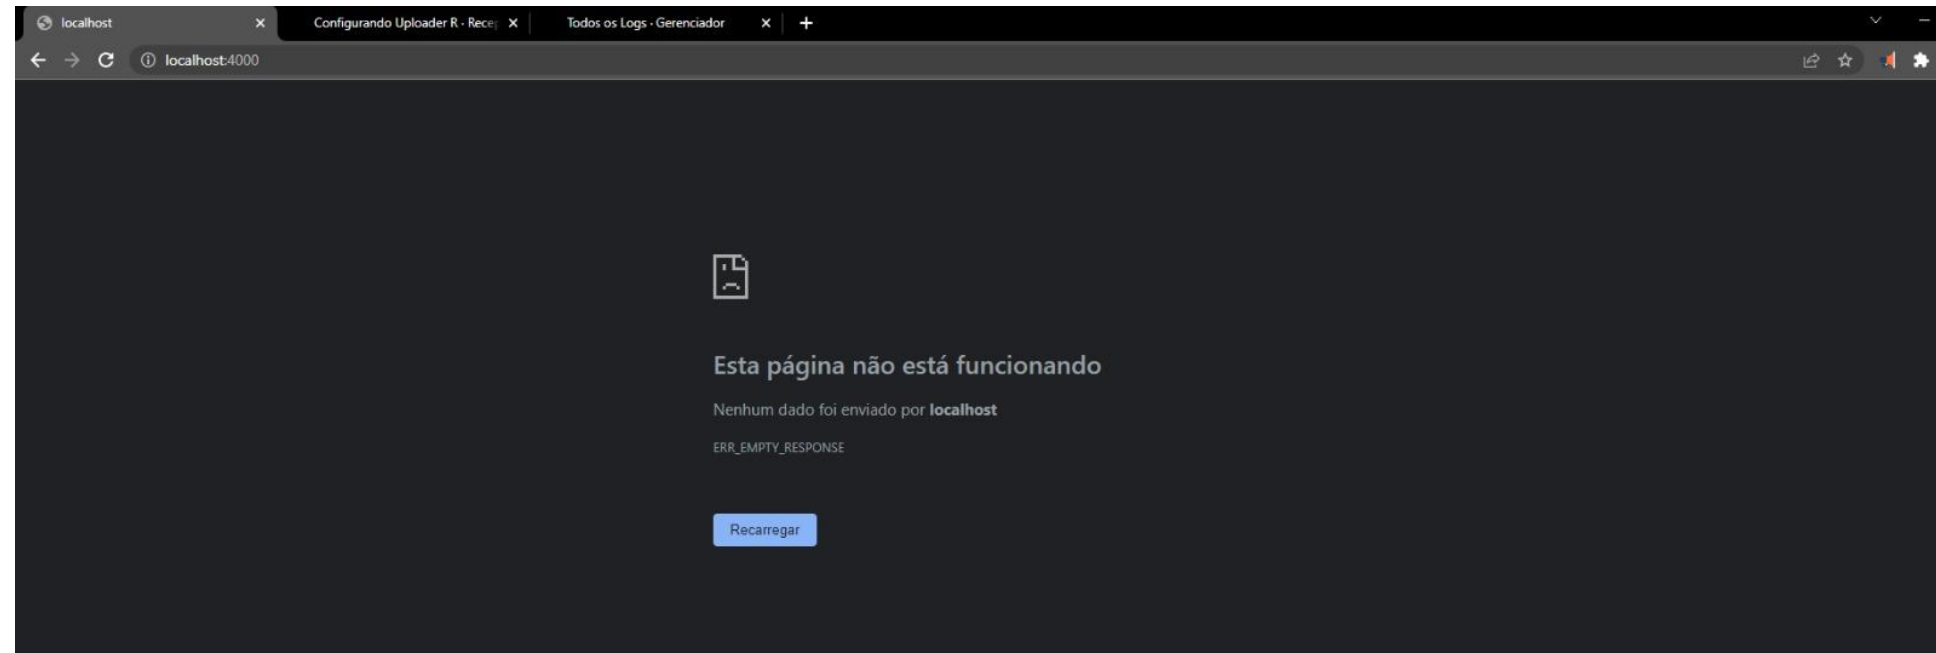 localhost
Configurando Uploader R - Recep
Todos os Logs - Gerenciador
localhost:4000
Esta página não está funcionando
Nenhum dado foi enviado por localhost
ERR_EMPTY_RESPONSE
Recarregar